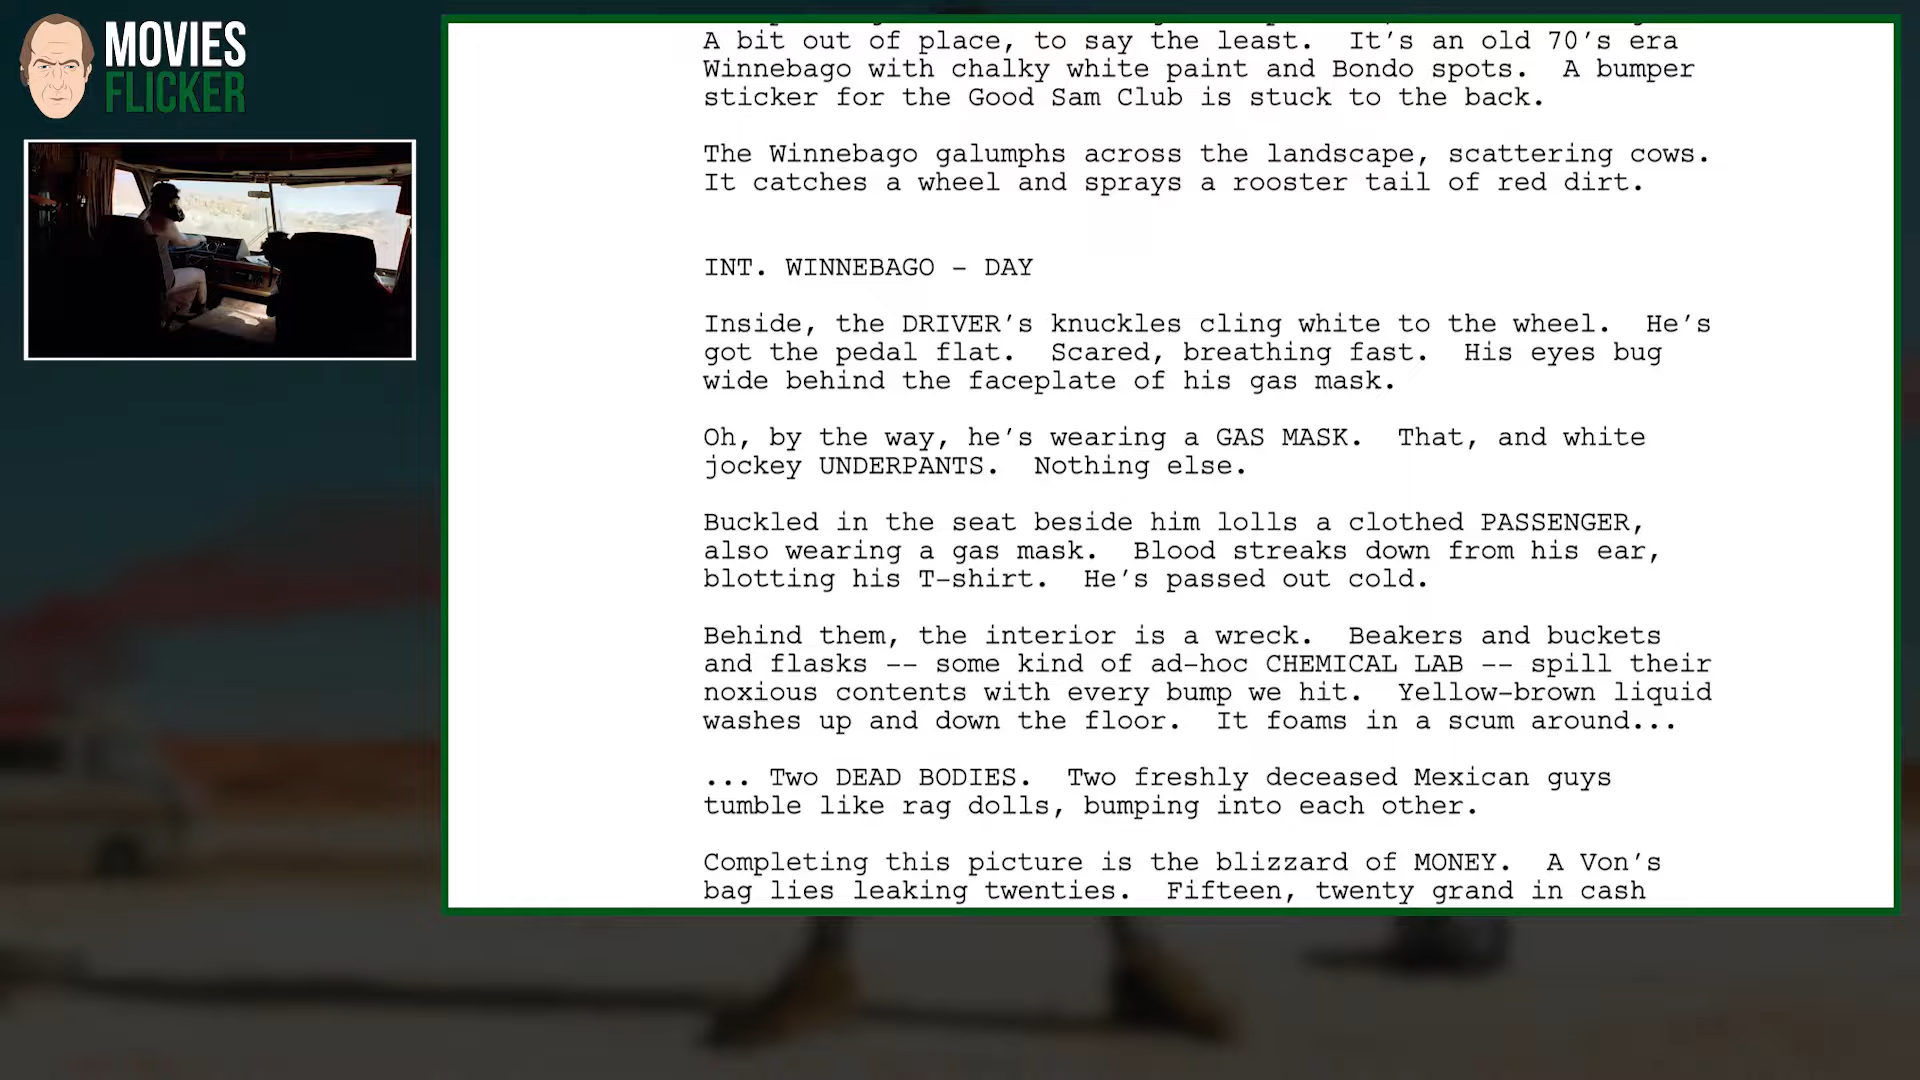 MOVIES
FLICKER
A bit out of place, to say the least.  It's an old 70's era
Winnebago with chalky white paint and Bondo spots.  A bumper
sticker for the Good Sam Club is stuck to the back.
The Winnebago galumphs across the landscape, scattering cows.
It catches a wheel and sprays a rooster tail of red dirt.
INT. WINNEBAGO - DAY
Inside, the DRIVER's knuckles cling white to the wheel.  He's
got the pedal flat.  Scared, breathing fast.  His eyes bug
wide behind the faceplate of his gas mask.
Oh, by the way, he's wearing a GAS MASK.  That, and white
jockey UNDERPANTS.  Nothing else.
Buckled in the seat beside him lolls a clothed PASSENGER,
also wearing a gas mask.  Blood streaks down from his ear,
blotting his T-shirt.  He's passed out cold.
Behind them, the interior is a wreck.  Beakers and buckets
and flasks -- some kind of ad-hoc CHEMICAL LAB -- spill their
noxious contents with every bump we hit.  Yellow-brown liquid
washes up and down the floor.  It foams in a scum around...
... Two DEAD BODIES.  Two freshly deceased Mexican guys
tumble like rag dolls, bumping into each other.
Completing this picture is the blizzard of MONEY.  A Von's
bag lies leaking twenties.  Fifteen, twenty grand in cash